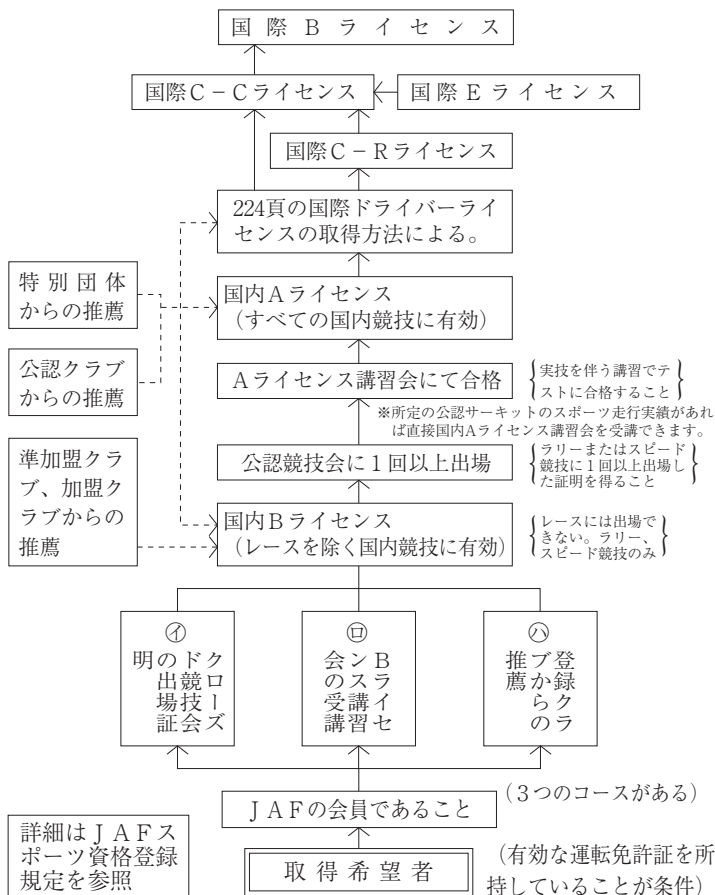 国際Bライセンス
国際C－Cライセンス
国際Eライセンス
国際C－Rライセンス
224頁の国際ドライバーライ
センスの取得方法による。
特別団体
からの推薦
国内Aライセンス
（すべての国内競技に有効）
公認クラブ
からの推薦
Aライセンス講習会にて合格
実技を伴う講習でテ
ストに合格すること
※所定の公認サーキットのスポーツ走行実績があれ
ば直接国内Aライセンス講習会を受講できます。
準加盟クラ
ブ、加盟ク
ラブからの
推薦
公認競技会に1回以上出場
ラリーまたはスピード
競技に1回以上出場し
た証明を得ること
国内Bライセンス
（レースを除く国内競技に有効）
レースには出場で
きない。ラリー、
スピード競技のみ
㋑
クローズ
ドド競技会
の出場証
明
㋺
Bライセ
ンス講習
会の受講
㋩
登録クラ
ブからの
推薦
JAFの会員であること
（3つのコースがある）
詳細はJAFス
ポーツ資格登録
規定を参照
取得希望者
（有効な運転免許証を所
持していることが条件）